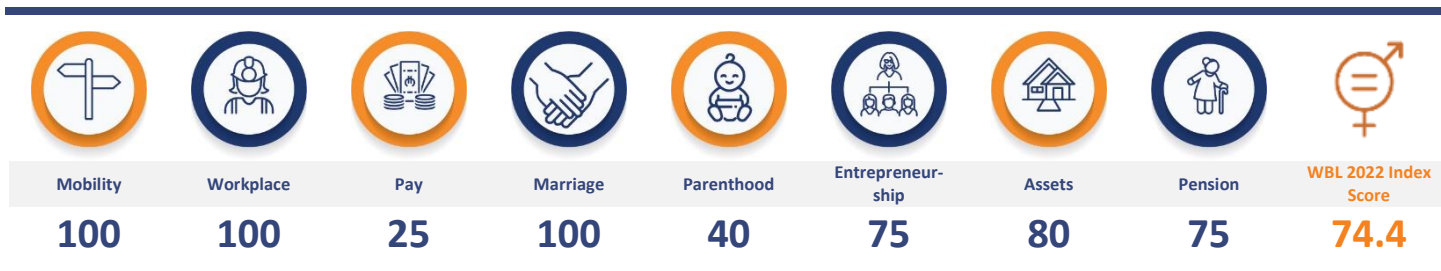 Mobility
Workplace
Pay
Marriage
Parenthood
Entrepreneur-
ship
Assets
Pension
WBL 2022 Index
Score
100
100
25
100
40
75
80
75
74.4